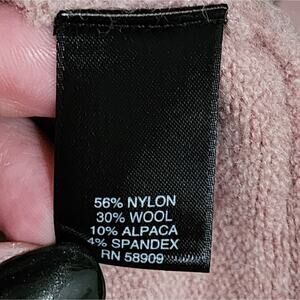 56% NYLON
30% WOOL
10% ALPACA
4% SPANDEX
RN 58909